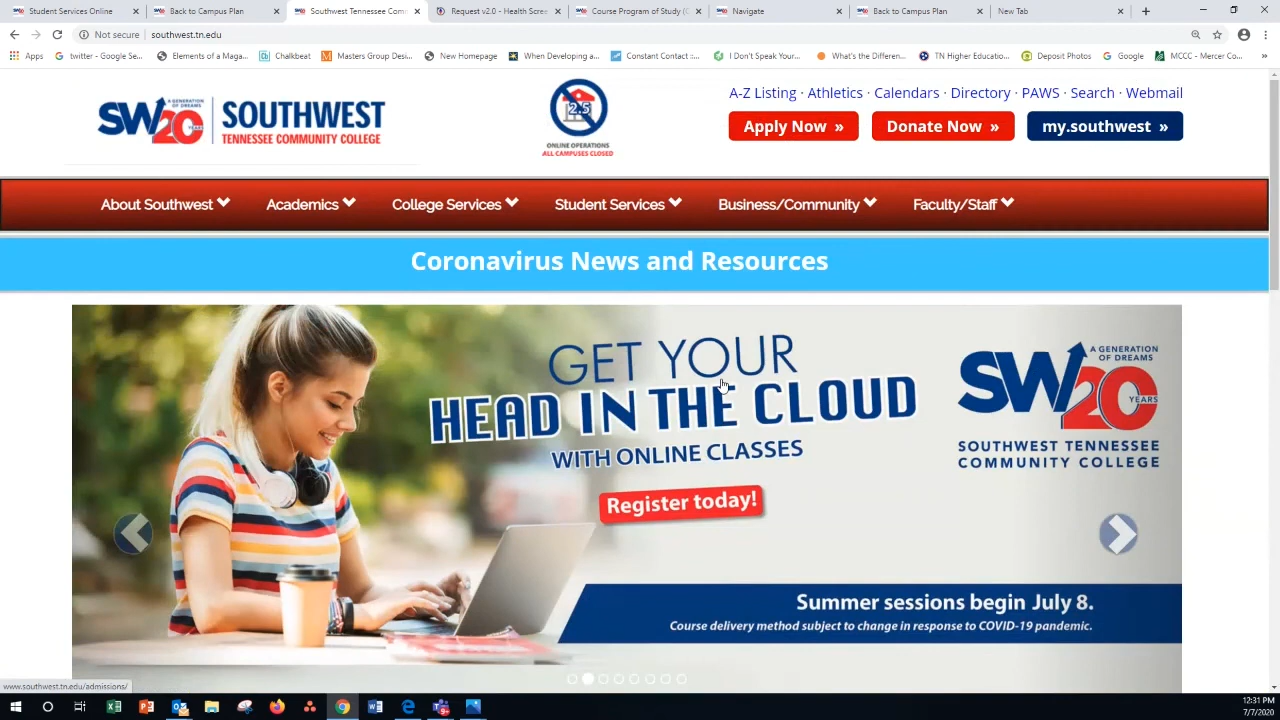 Students Services Online
Back to Campus Plan
Southwest Tennessee Com
Request v2.0 - Health Scree
Course Program of Study (C
Navigate
Back to Campus Plan
New Tab
Not secure | southwest.tn.edu
Apps
twitter - Google Se...
Elements of a Maga...
Chalkbeat
Masters Group Desi...
New Homepage
When Developing a...
Constant Contact :...
I Don't Speak Your...
What's the Differen...
TN Higher Educatio...
Deposit Photos
Google
MCCC - Mercer Co...
SW20 A GENERATION OF DREAMS YEARS
SOUTHWEST
TENNESSEE COMMUNITY COLLEGE
2.5
ONLINE OPERATIONS
ALL CAMPUSES CLOSED
A-Z Listing · Athletics · Calendars · Directory · PAWS · Search · Webmail
Apply Now »
Donate Now »
my.southwest »
About Southwest
Academics
College Services
Student Services
Business/Community
Faculty/Staff
Coronavirus News and Resources
GET YOUR
HEAD IN THE CLOUD
WITH ONLINE CLASSES
Register today!
A GENERATION
OF DREAMS
SW20
YEARS
SOUTHWEST TENNESSEE
COMMUNITY COLLEGE
Summer sessions begin July 8.
Course delivery method subject to change in response to COVID-19 pandemic.
www.southwest.tn.edu/admissions/
12:31 PM
7/7/2020